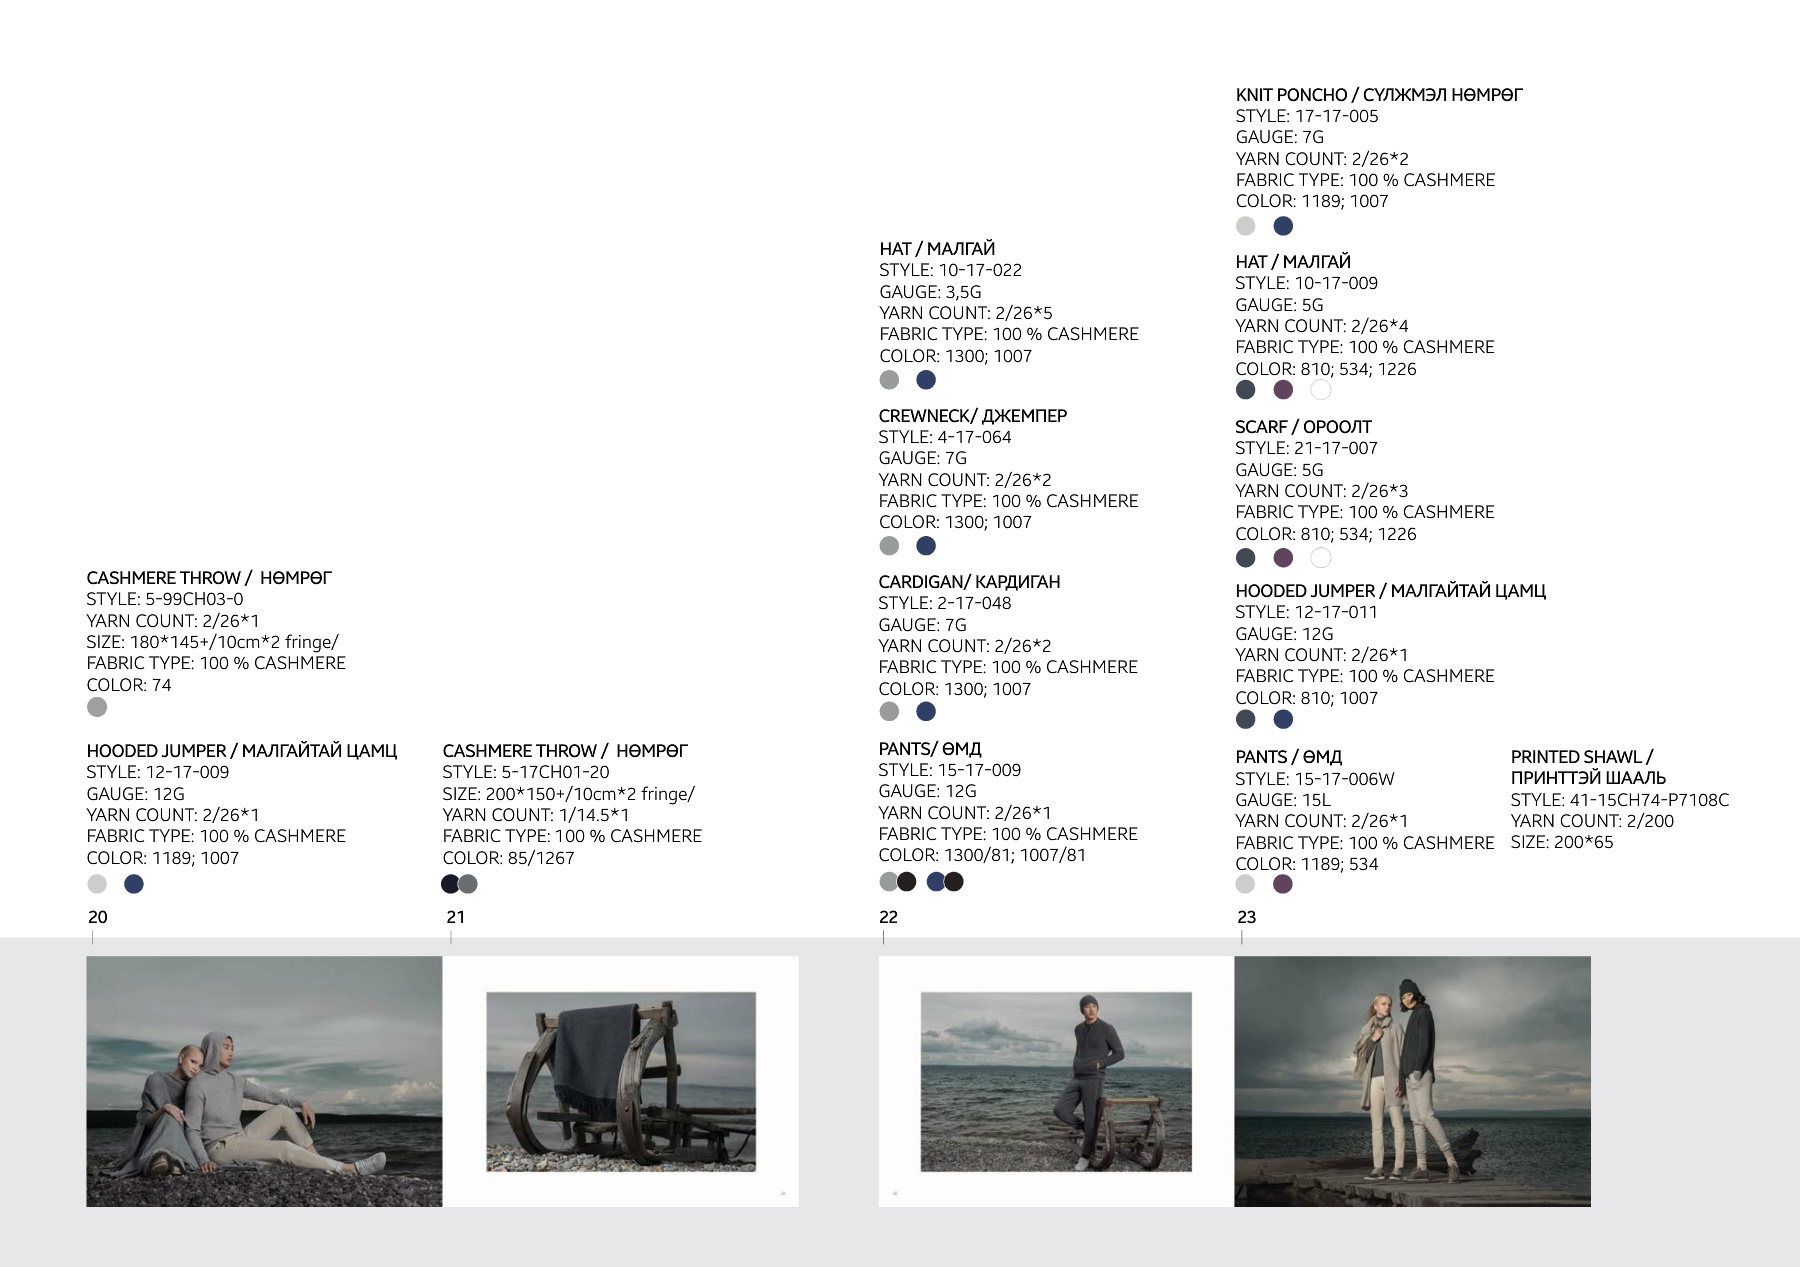 CASHMERE THROW / НӨМРӨГ
STYLE: 5-99CH03-0
YARN COUNT: 2/26*1
SIZE: 180*145+/10cm*2 fringe/
FABRIC TYPE: 100 % CASHMERE
COLOR: 74
HOODED JUMPER / МАЛГАЙТАЙ ЦАМЦ
STYLE: 12-17-009
GAUGE: 12G
YARN COUNT: 2/26*1
FABRIC TYPE: 100 % CASHMERE
COLOR: 1189; 1007
20
CASHMERE THROW / НӨМРӨГ
STYLE: 5-17CH01-20
SIZE: 200*150+/10cm*2 fringe/
YARN COUNT: 1/14.5*1
FABRIC TYPE: 100 % CASHMERE
COLOR: 85/1267
21
HAT / МАЛГАЙ
STYLE: 10-17-022
GAUGE: 3,5G
YARN COUNT: 2/26*5
FABRIC TYPE: 100 % CASHMERE
COLOR: 1300; 1007
CREWNECK/ ДЖЕМПЕР
STYLE: 4-17-064
GAUGE: 7G
YARN COUNT: 2/26*2
FABRIC TYPE: 100 % CASHMERE
COLOR: 1300; 1007
CARDIGAN/ КАРДИГАН
STYLE: 2-17-048
GAUGE: 7G
YARN COUNT: 2/26*2
FABRIC TYPE: 100 % CASHMERE
COLOR: 1300; 1007
PANTS/ ӨМД
STYLE: 15-17-009
GAUGE: 12G
YARN COUNT: 2/26*1
FABRIC TYPE: 100 % CASHMERE
COLOR: 1300/81; 1007/81
22
KNIT PONCHO / СҮЛЖМЭЛ НӨМРӨГ
STYLE: 17-17-005
GAUGE: 7G
YARN COUNT: 2/26*2
FABRIC TYPE: 100 % CASHMERE
COLOR: 1189; 1007
HAT / МАЛГАЙ
STYLE: 10-17-009
GAUGE: 5G
YARN COUNT: 2/26*4
FABRIC TYPE: 100 % CASHMERE
COLOR: 810; 534; 1226
SCARF / ОРООЛТ
STYLE: 21-17-007
GAUGE: 5G
YARN COUNT: 2/26*3
FABRIC TYPE: 100 % CASHMERE
COLOR: 810; 534; 1226
HOODED JUMPER / МАЛГАЙТАЙ ЦАМЦ
STYLE: 12-17-011
GAUGE: 12G
YARN COUNT: 2/26*1
FABRIC TYPE: 100 % CASHMERE
COLOR: 810; 1007
PANTS / ӨМД
STYLE: 15-17-006W
GAUGE: 15L
YARN COUNT: 2/26*1
FABRIC TYPE: 100 % CASHMERE
COLOR: 1189; 534
23
PRINTED SHAWL /
ПРИНТТЭЙ ШААЛЬ
STYLE: 41-15CH74-P7108C
YARN COUNT: 2/200
SIZE: 200*65